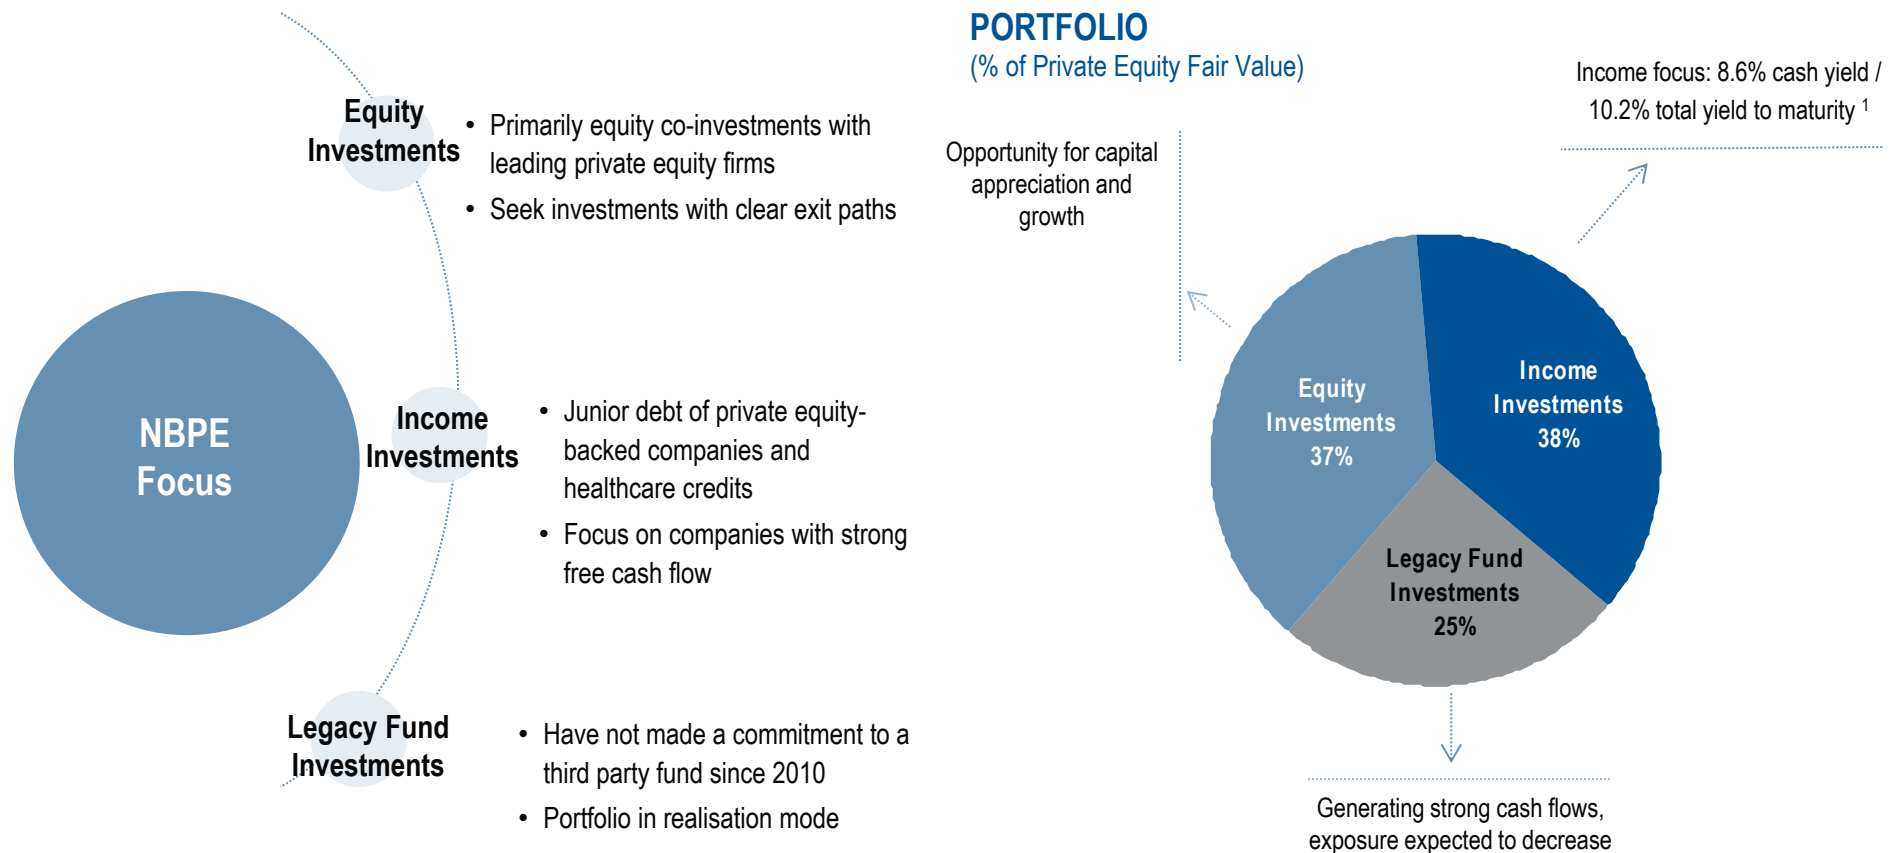 NBPE
Focus
Equity
Investments
• Primarily equity co-investments with
leading private equity firms
• Seek investments with clear exit paths
Income
Investments
• Junior debt of private equity-
backed companies and
healthcare credits
• Focus on companies with strong
free cash flow
Legacy Fund
Investments
• Have not made a commitment to a
third party fund since 2010
• Portfolio in realisation mode
PORTFOLIO
(% of Private Equity Fair Value)
Opportunity for capital
appreciation and
growth
Income focus: 8.6% cash yield /
10.2% total yield to maturity 1
Equity
Investments
37%
Income
Investments
38%
Legacy Fund
Investments
25%
Generating strong cash flows,
exposure expected to decrease